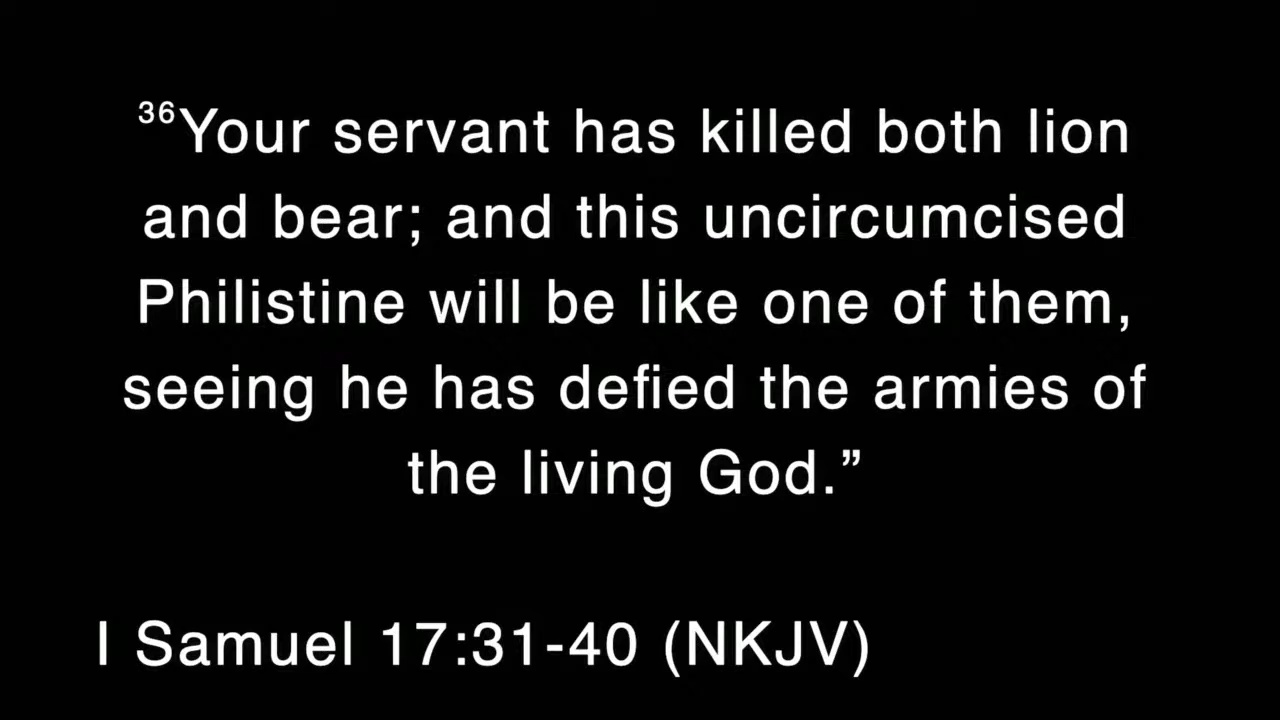 ³⁶Your servant has killed both lion
and bear; and this uncircumcised
Philistine will be like one of them,
seeing he has defied the armies of
the living God.”
I Samuel 17:31-40 (NKJV)